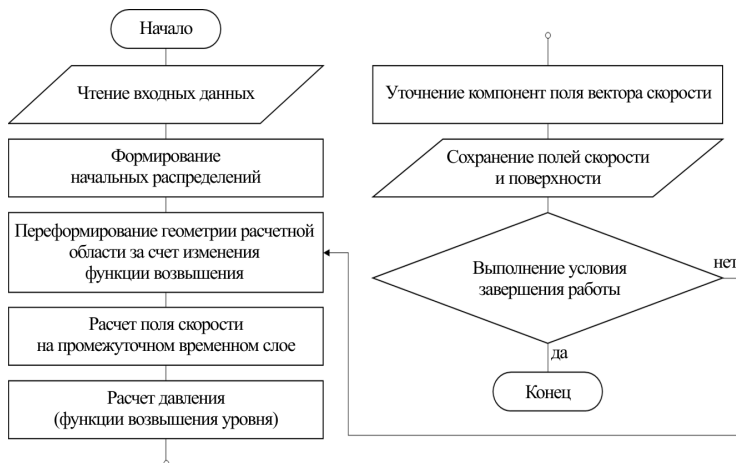 Начало
Чтение входных данных
Формирование
начальных распределений
Переформирование геометрии расчетной
области за счет изменения
функции возвышения
Расчет поля скорости
на промежуточном временном слое
Расчет давления
(функции возвышения уровня)
Уточнение компонент поля вектора скорости
Сохранение полей скорости
и поверхности
Выполнение условия
завершения работы
нет
да
Конец